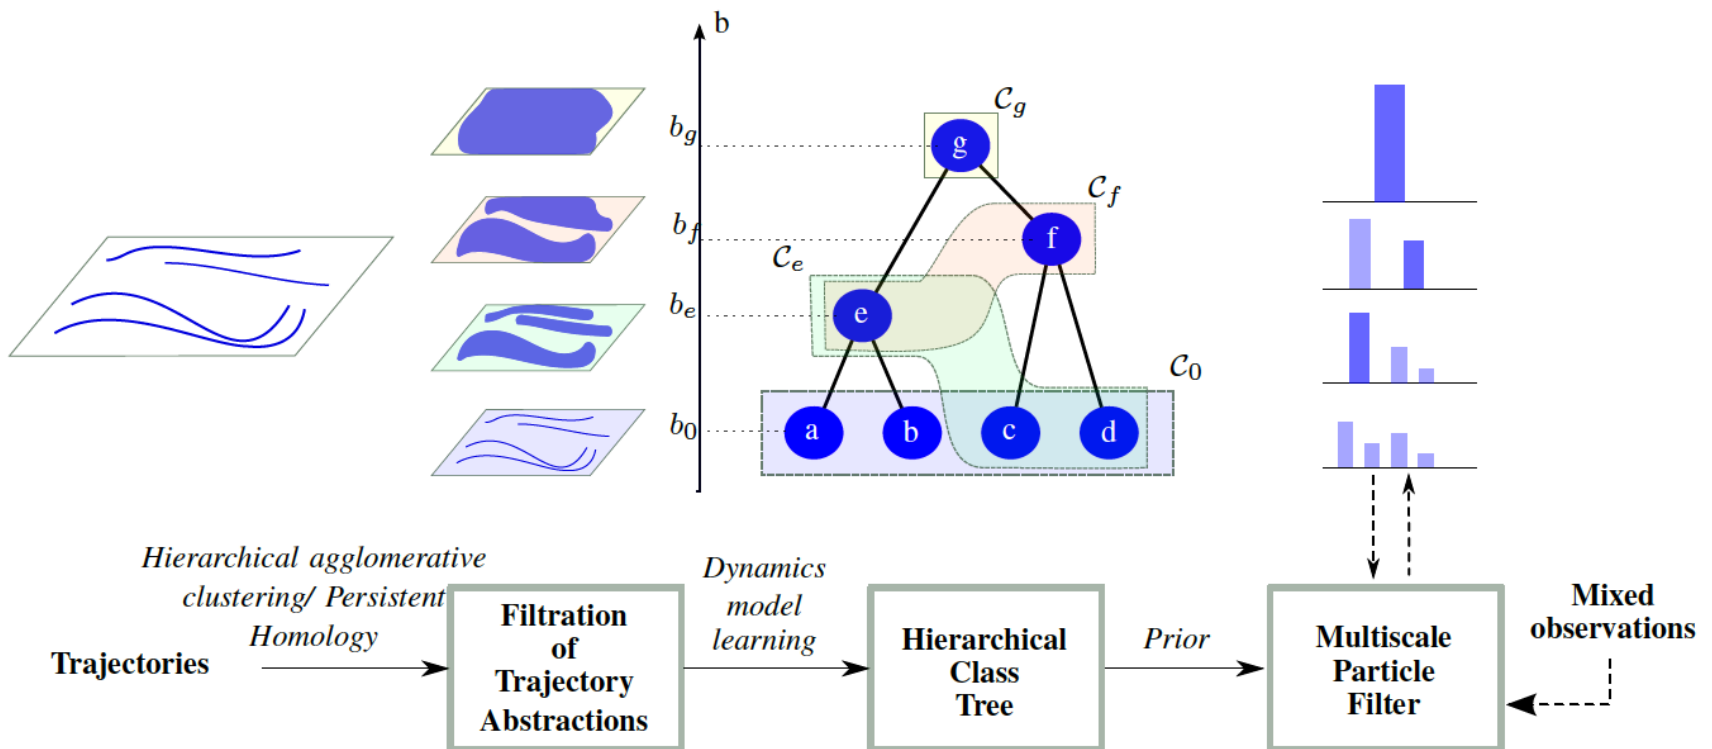 b
b_g
b_f
b_e
b_0
C_g
C_f
C_e
C_0
g
f
e
a
b
c
d
Hierarchical agglomerative
clustering/ Persistent
Homology
Trajectories
Filtration
of
Trajectory
Abstractions
Dynamics
model
learning
Hierarchical
Class
Tree
Prior
Multiscale
Particle
Filter
Mixed
observations